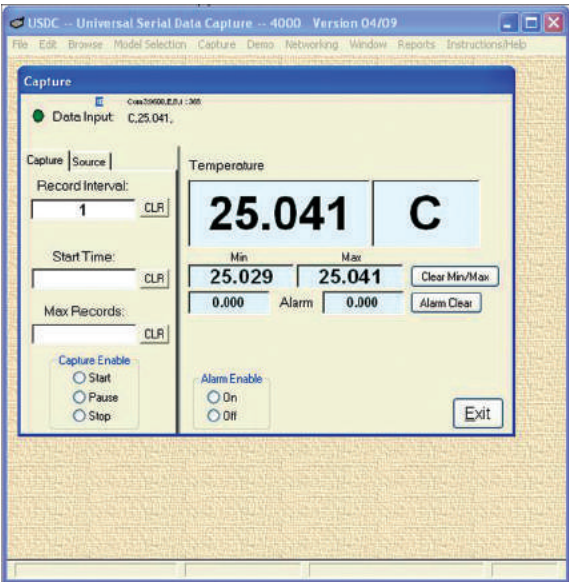 USDC -- Universal Serial Data Capture -- 4000 Version 04/09
File Edit Browse Model Selection Capture Demo Networking Window Reports Instructions/Help
Capture
Data Input: C,25.041,
Capture Source
Record Interval:
1 CLR
Start Time:
CLR
Max Records:
CLR
Capture Enable
Start
Pause
Stop
Temperature
25.041 C
Min Max
25.029 25.041 Clear Min/Max
0.000 Alarm 0.000 Alarm Clear
Alarm Enable
On
Off
Exit